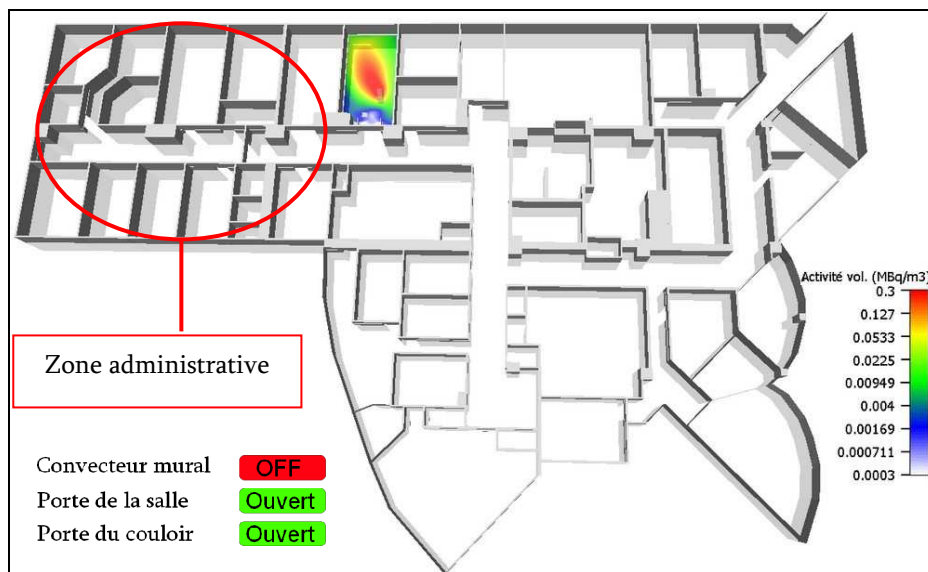 Activité vol. (MBq/m3)
0.3
0.127
0.0533
0.0225
0.00949
0.004
0.00169
0.000711
0.0003
Zone administrative
Convecteur mural OFF
Porte de la salle Ouvert
Porte du couloir Ouvert